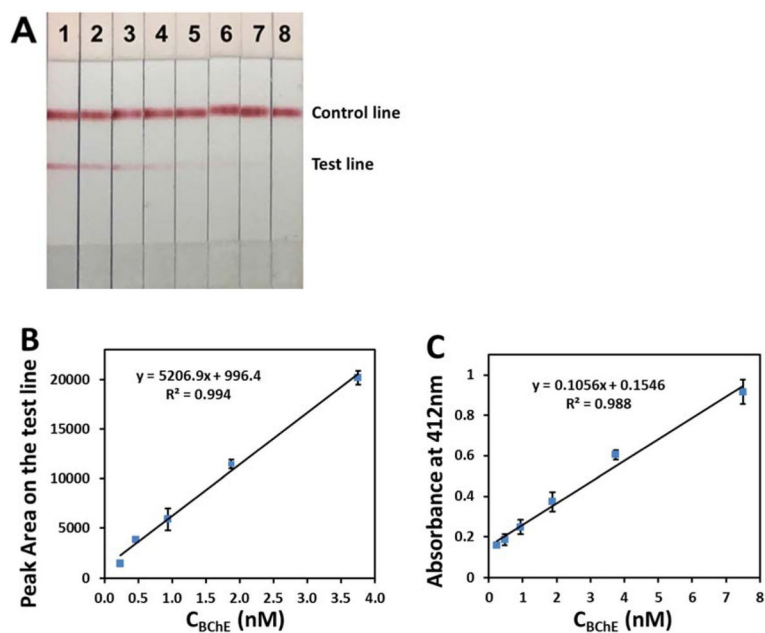 A
1 2 3 4 5 6 7 8
Control line
Test line
B
Peak Area on the test line
y = 5206.9x + 996.4
R² = 0.994
20000
15000
10000
5000
0
0.0 0.5 1.0 1.5 2.0 2.5 3.0 3.5 4.0
C_BChE (nM)
C
Absorbance at 412nm
y = 0.1056x + 0.1546
R² = 0.988
1
0.8
0.6
0.4
0.2
0
0 1 2 3 4 5 6 7 8
C_BChE (nM)